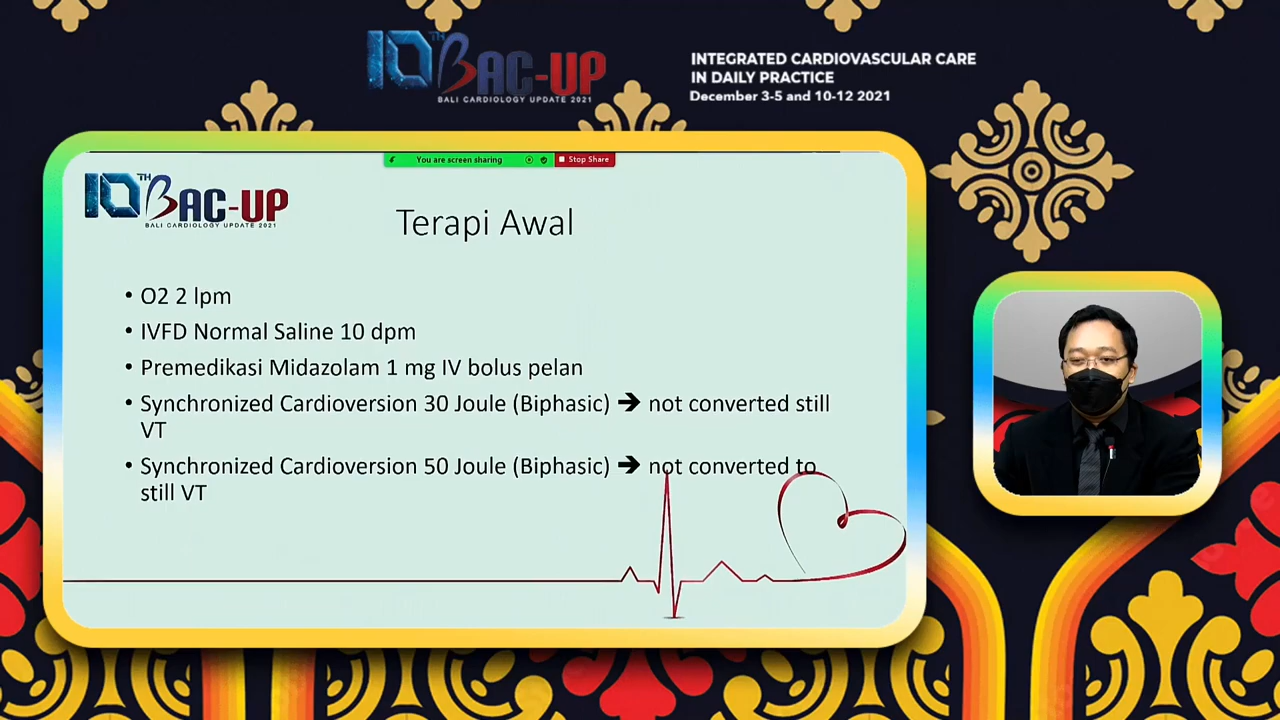 10TH BAC-UP
BALI CARDIOLOGY UPDATE 2021
INTEGRATED CARDIOVASCULAR CARE
IN DAILY PRACTICE
December 3-5 and 10-12 2021
You are screen sharing
Stop Share
10TH BAC-UP
BALI CARDIOLOGY UPDATE 2021
Terapi Awal
• O2 2 lpm
• IVFD Normal Saline 10 dpm
• Premedikasi Midazolam 1 mg IV bolus pelan
• Synchronized Cardioversion 30 Joule (Biphasic) ➔ not converted still
VT
• Synchronized Cardioversion 50 Joule (Biphasic) ➔ not converted to
still VT